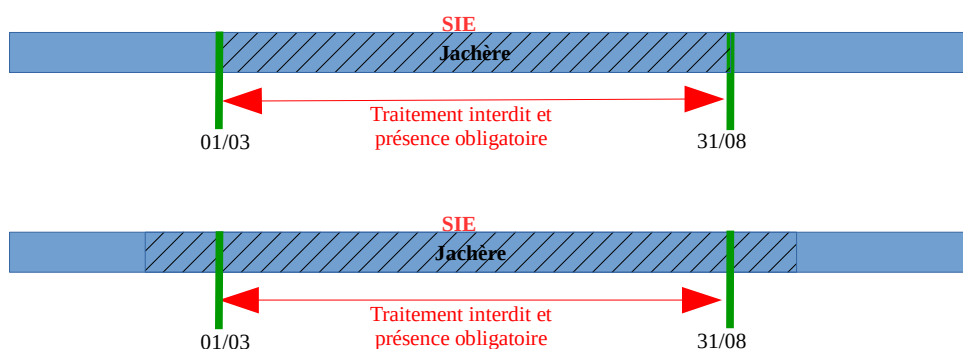 SIE
Jachère
Traitement interdit et
présence obligatoire
01/03
31/08
SIE
Jachère
Traitement interdit et
présence obligatoire
01/03
31/08